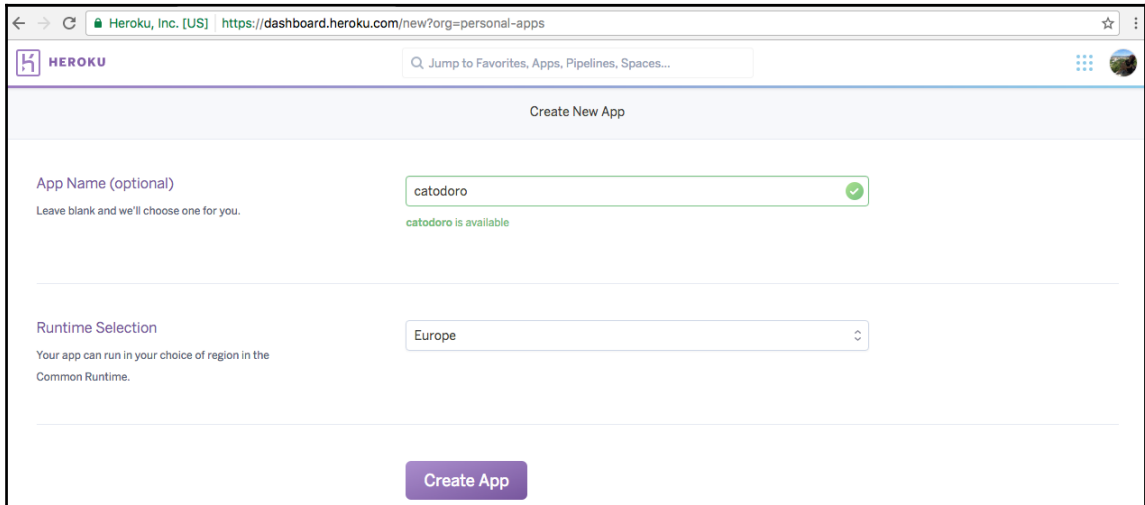 Heroku, Inc. [US] https://dashboard.heroku.com/new?org=personal-apps
HEROKU
Jump to Favorites, Apps, Pipelines, Spaces...
Create New App
App Name (optional)
Leave blank and we'll choose one for you.
catodoro
catodoro is available
Runtime Selection
Your app can run in your choice of region in the
Common Runtime.
Europe
Create App